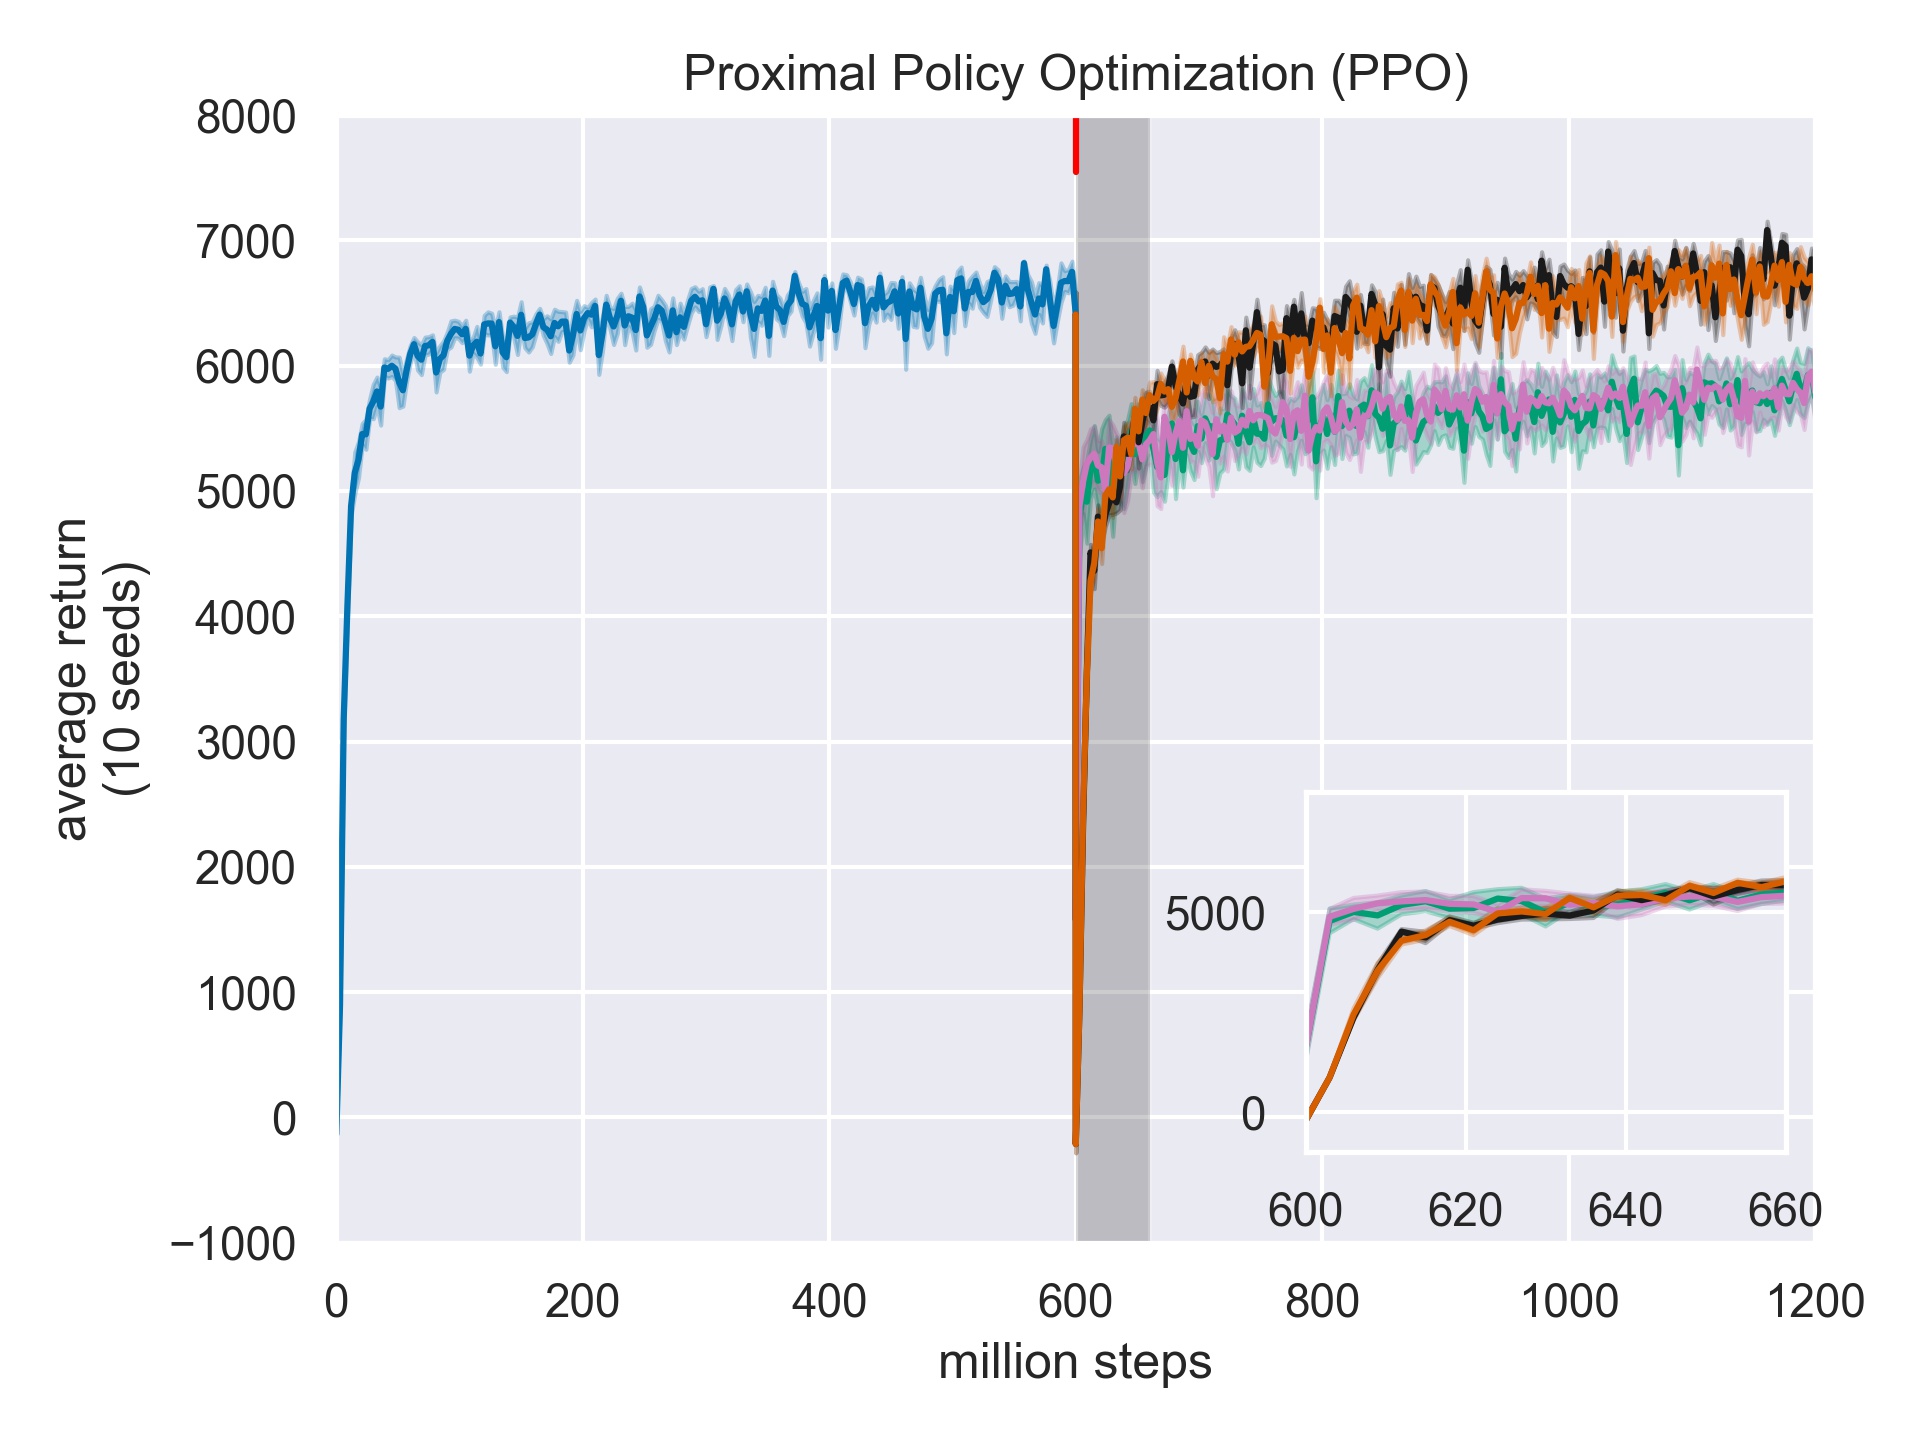 Proximal Policy Optimization (PPO)
8000
7000
6000
5000
4000
3000
2000
1000
0
−1000
average return
(10 seeds)
5000
0
600 620 640 660
0 200 400 600 800 1000 1200
million steps